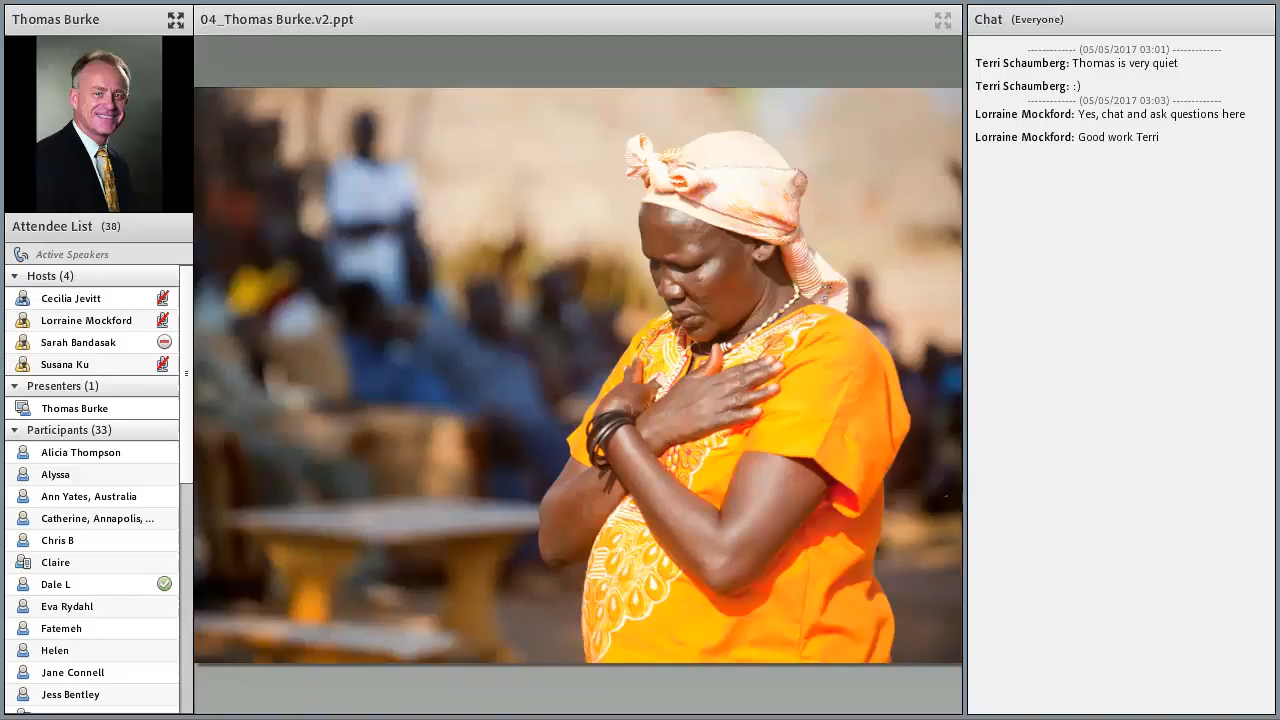 Thomas Burke
Attendee List (38)
Active Speakers
Hosts (4)
Cecilia Jevitt
Lorraine Mockford
Sarah Bandasak
Susana Ku
Presenters (1)
Thomas Burke
Participants (33)
Alicia Thompson
Alyssa
Ann Yates, Australia
Catherine, Annapolis, ...
Chris B
Claire
Dale L
Eva Rydahl
Fatemeh
Helen
Jane Connell
Jess Bentley
04_Thomas Burke.v2.ppt
Chat (Everyone)
------------- (05/05/2017 03:01) -------------
Terri Schaumberg: Thomas is very quiet
Terri Schaumberg: :)
------------- (05/05/2017 03:03) -------------
Lorraine Mockford: Yes, chat and ask questions here
Lorraine Mockford: Good work Terri